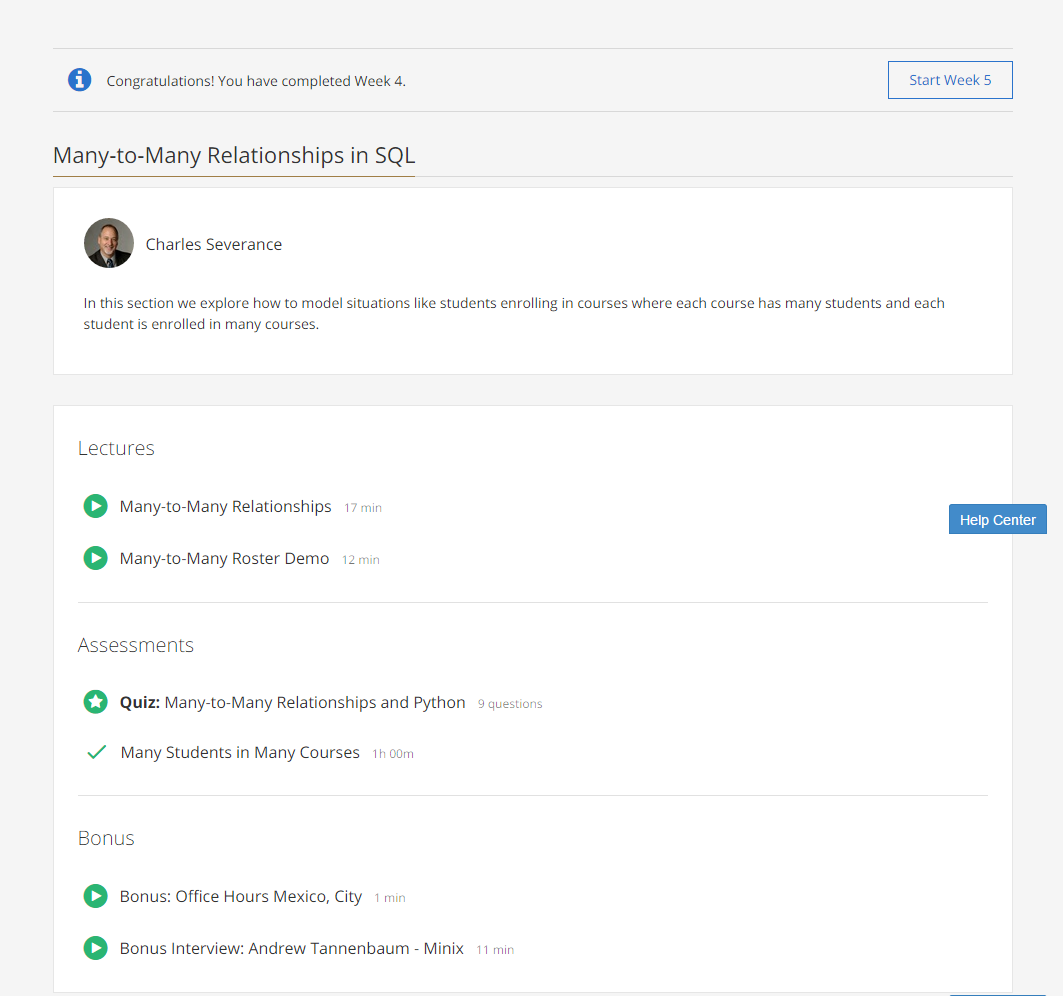 Congratulations! You have completed Week 4.
Start Week 5
Many-to-Many Relationships in SQL
Charles Severance
In this section we explore how to model situations like students enrolling in courses where each course has many students and each
student is enrolled in many courses.
Lectures
Many-to-Many Relationships 17 min
Help Center
Many-to-Many Roster Demo 12 min
Assessments
Quiz: Many-to-Many Relationships and Python 9 questions
Many Students in Many Courses 1h 00m
Bonus
Bonus: Office Hours Mexico, City 1 min
Bonus Interview: Andrew Tannenbaum - Minix 11 min